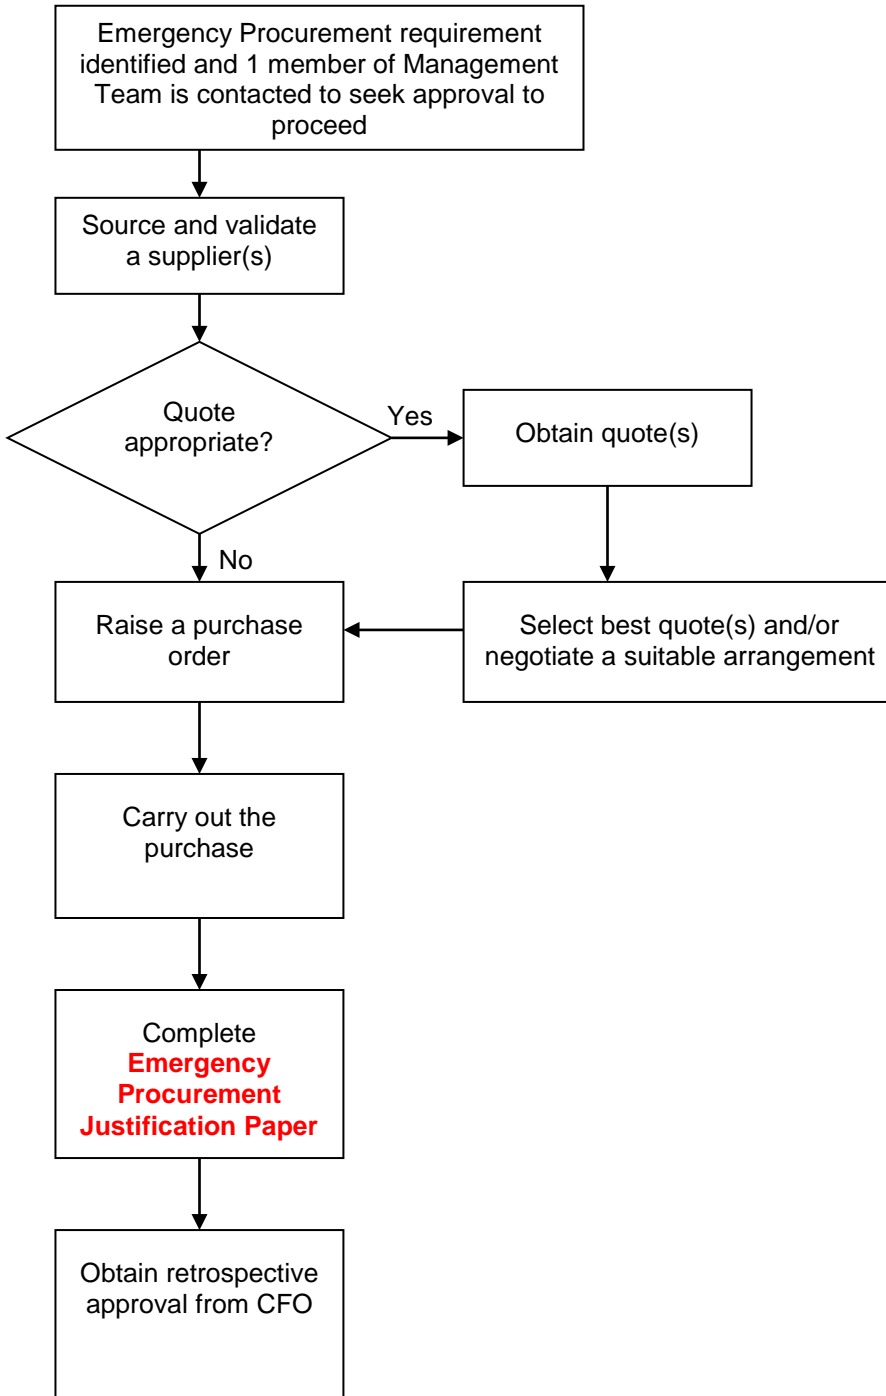 Emergency Procurement requirement
identified and 1 member of Management
Team is contacted to seek approval to
proceed
Source and validate
a supplier(s)
Quote
appropriate?
Yes
Obtain quote(s)
No
Raise a purchase
order
Select best quote(s) and/or
negotiate a suitable arrangement
Carry out the
purchase
Complete
Emergency
Procurement
Justification Paper
Obtain retrospective
approval from CFO